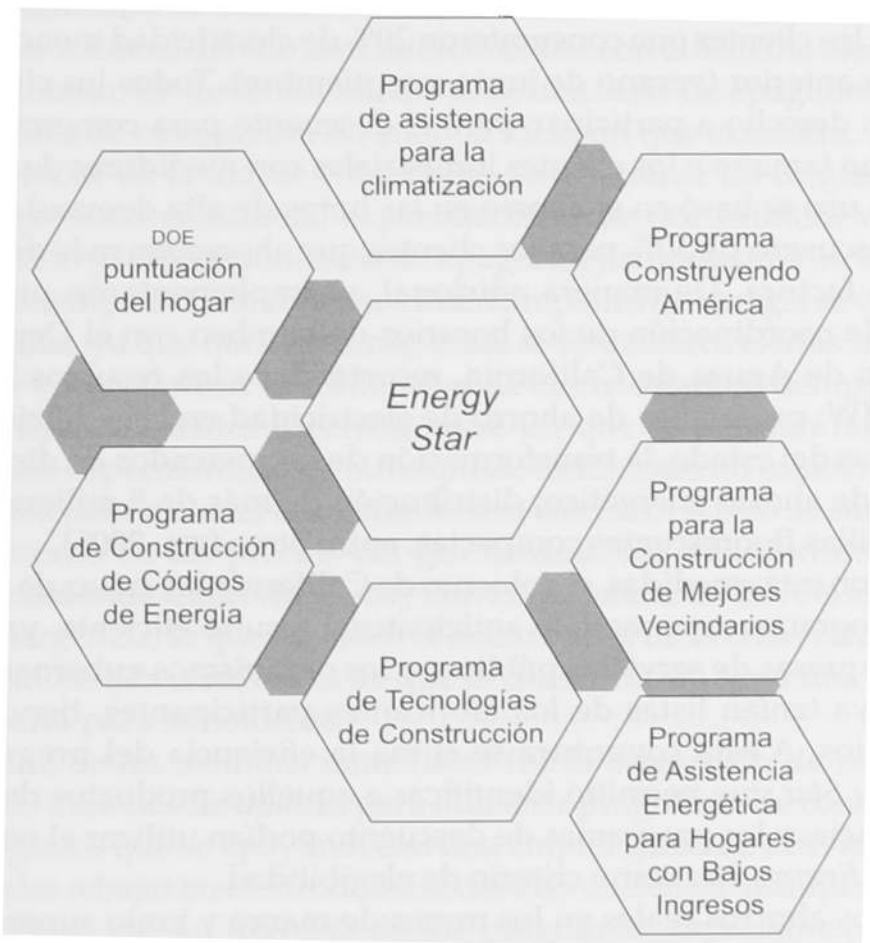 Programa
de asistencia
para la
climatización
DOE
puntuación
del hogar
Programa
Construyendo
América
Energy
Star
Programa
de Construcción
de Códigos
de Energía
Programa
para la
Construcción
de Mejores
Vecindarios
Programa
de Tecnologías
de Construcción
Programa
de Asistencia
Energética
para Hogares
con Bajos
Ingresos